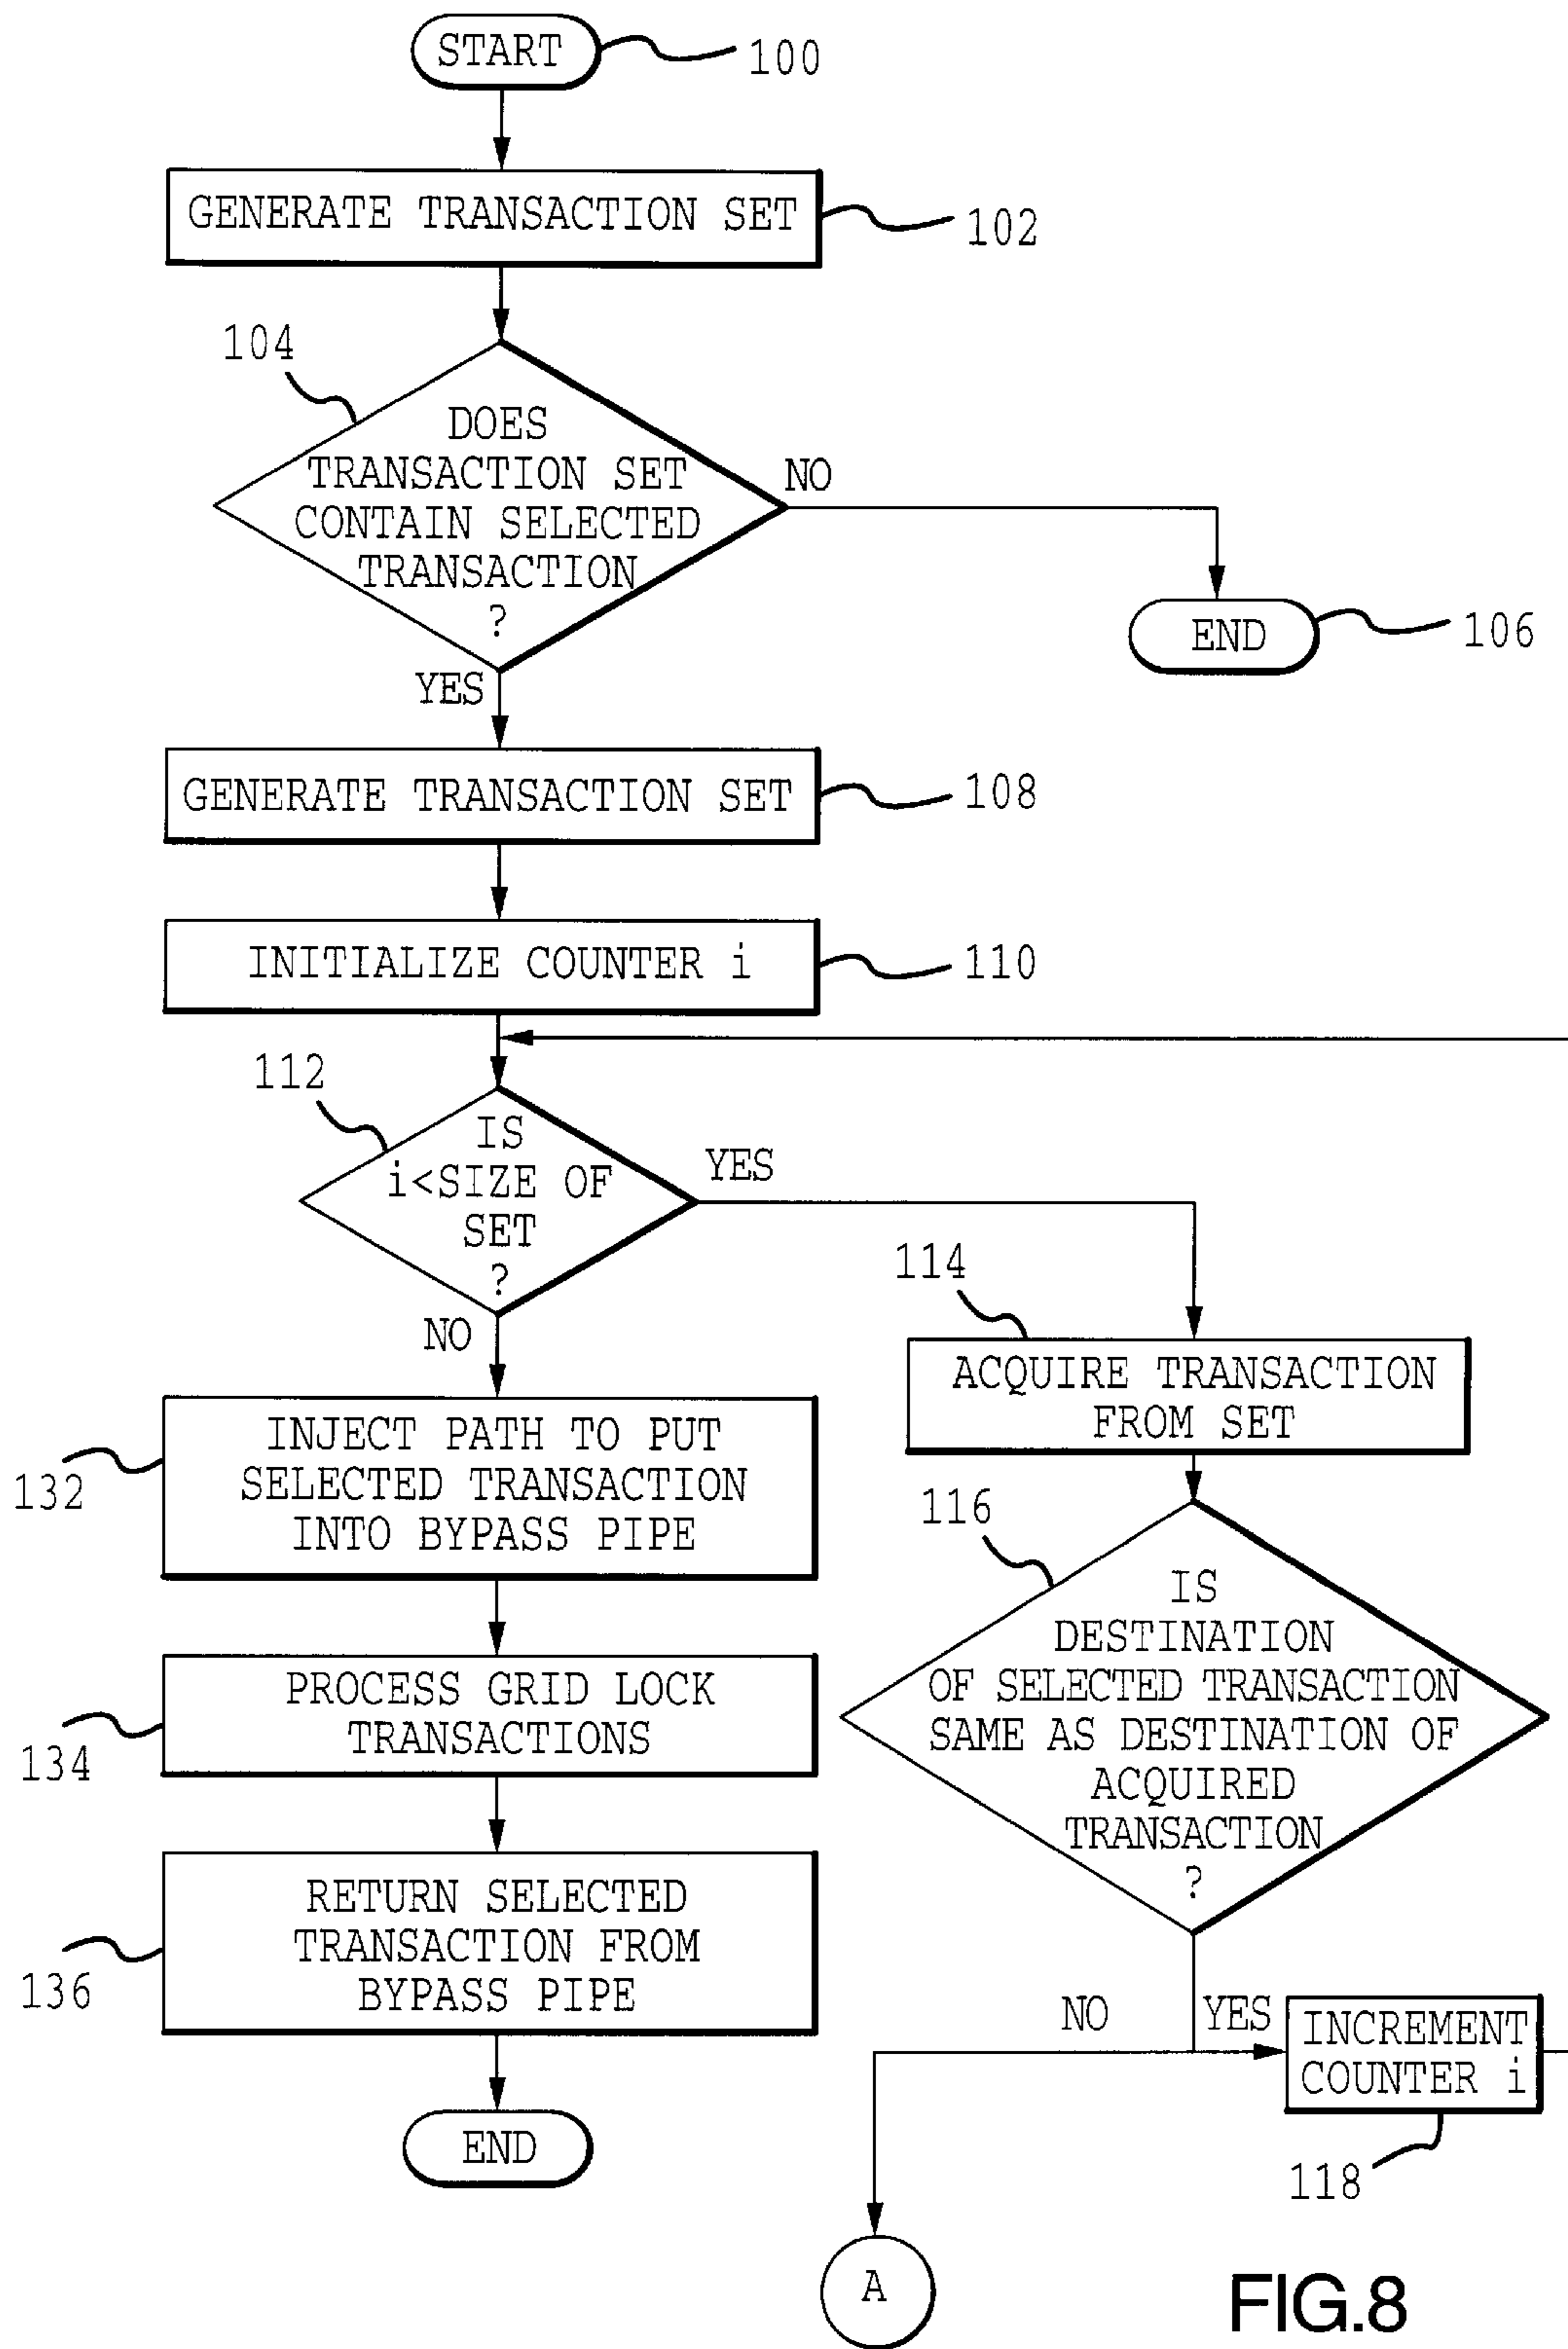 START
100
GENERATE TRANSACTION SET
102
104
DOES
TRANSACTION SET
CONTAIN SELECTED
TRANSACTION
?
NO
END
106
YES
GENERATE TRANSACTION SET
108
INITIALIZE COUNTER i
110
112
IS
i<SIZE OF
SET
?
YES
NO
114
ACQUIRE TRANSACTION
FROM SET
132
INJECT PATH TO PUT
SELECTED TRANSACTION
INTO BYPASS PIPE
116
IS
DESTINATION
OF SELECTED TRANSACTION
SAME AS DESTINATION OF
ACQUIRED
TRANSACTION
?
134
PROCESS GRID LOCK
TRANSACTIONS
136
RETURN SELECTED
TRANSACTION FROM
BYPASS PIPE
NO
YES
INCREMENT
COUNTER i
118
END
A
FIG.8